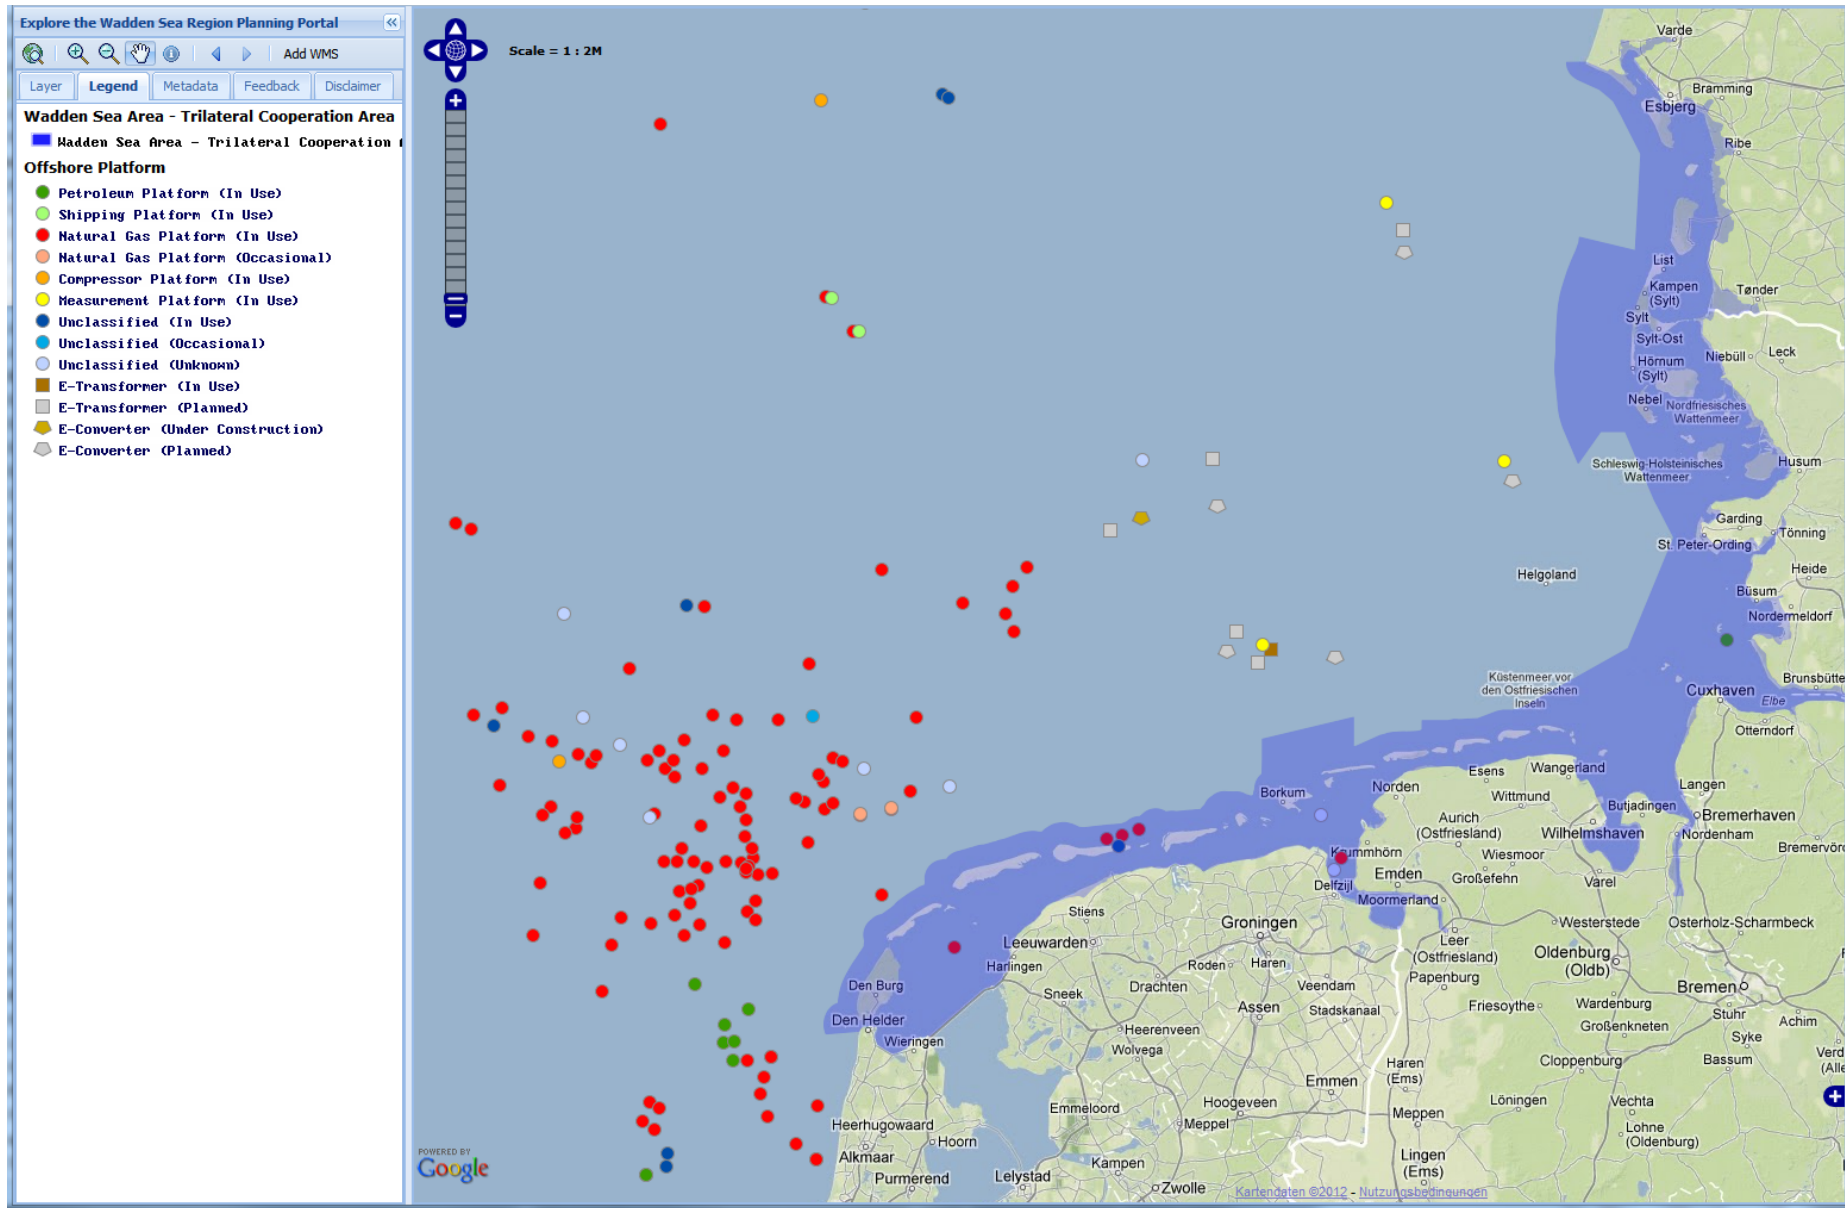 Explore the Wadden Sea Region Planning Portal
Add WMS
Layer
Legend
Metadata
Feedback
Disclaimer
Wadden Sea Area - Trilateral Cooperation Area
Wadden Sea Area - Trilateral Cooperation
Offshore Platform
Petroleum Platform (In Use)
Shipping Platform (In Use)
Natural Gas Platform (In Use)
Natural Gas Platform (Occasional)
Compressor Platform (In Use)
Measurement Platform (In Use)
Unclassified (In Use)
Unclassified (Occasional)
Unclassified (Unknown)
E-Transformer (In Use)
E-Transformer (Planned)
E-Converter (Under Construction)
E-Converter (Planned)
Scale = 1 : 2M
Varde
Bramming
Esbjerg
Ribe
List
Kampen
(Sylt)
Tønder
Sylt
Sylt-Ost
Niebüll
Leck
Hörnum
(Sylt)
Nebel
Nordfriesisches
Wattenmeer
Schleswig-Holsteinisches
Wattenmeer
Husum
Garding
Tönning
St. Peter-Ording
Heide
Helgoland
Büsum
Nordermeldorf
Küstenmeer vor
den Ostfriesischen
Inseln
Cuxhaven
Brunsbütte
Elbe
Otterndorf
Esens
Wangerland
Langen
Norden
Wittmund
Borkum
Butjadingen
Bremerhaven
Aurich
(Ostfriesland)
Wilhelmshaven
Nordenham
Krummhörn
Wiesmoor
Bremervörd
Emden
Großefehn
Varel
Delfzijl
Moormerland
Stiens
Groningen
Westerstede
Osterholz-Scharmbeck
Leeuwarden
Leer
(Ostfriesland)
Oldenburg
(Oldb)
Harlingen
Roden
Haren
Papenburg
Den Burg
Sneek
Drachten
Veendam
Bremen
Assen
Stadskanaal
Friesoythe
Wardenburg
Stuhr
Achim
Den Helder
Heerenveen
Großenkneten
Syke
Wieringen
Wolvega
Haren
(Ems)
Cloppenburg
Bassum
Verd
(Alle
Emmen
Emmeloord
Hoogeveen
Meppen
Löningen
Vechta
Heerhugowaard
Meppel
Lohne
(Oldenburg)
Hoorn
Alkmaar
Kampen
Lingen
(Ems)
Purmerend
Lelystad
Zwolle
POWERED BY
Google
Kartendaten ©2012 - Nutzungsbedingungen